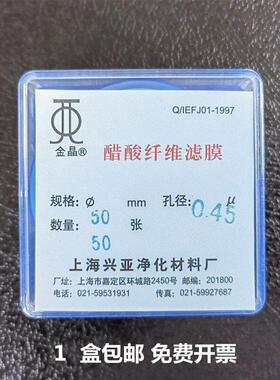 Q/IEFJ01-1997
金晶®
醋酸纤维滤膜
规格：Ø 50 mm 孔径：0.45 μ
数量：50 张
上海兴亚净化材料厂
厂址：上海市嘉定区环城路2450号 邮编：201800
电话：021-59531931 传真：021-59927687
1 盒包邮 免费开票